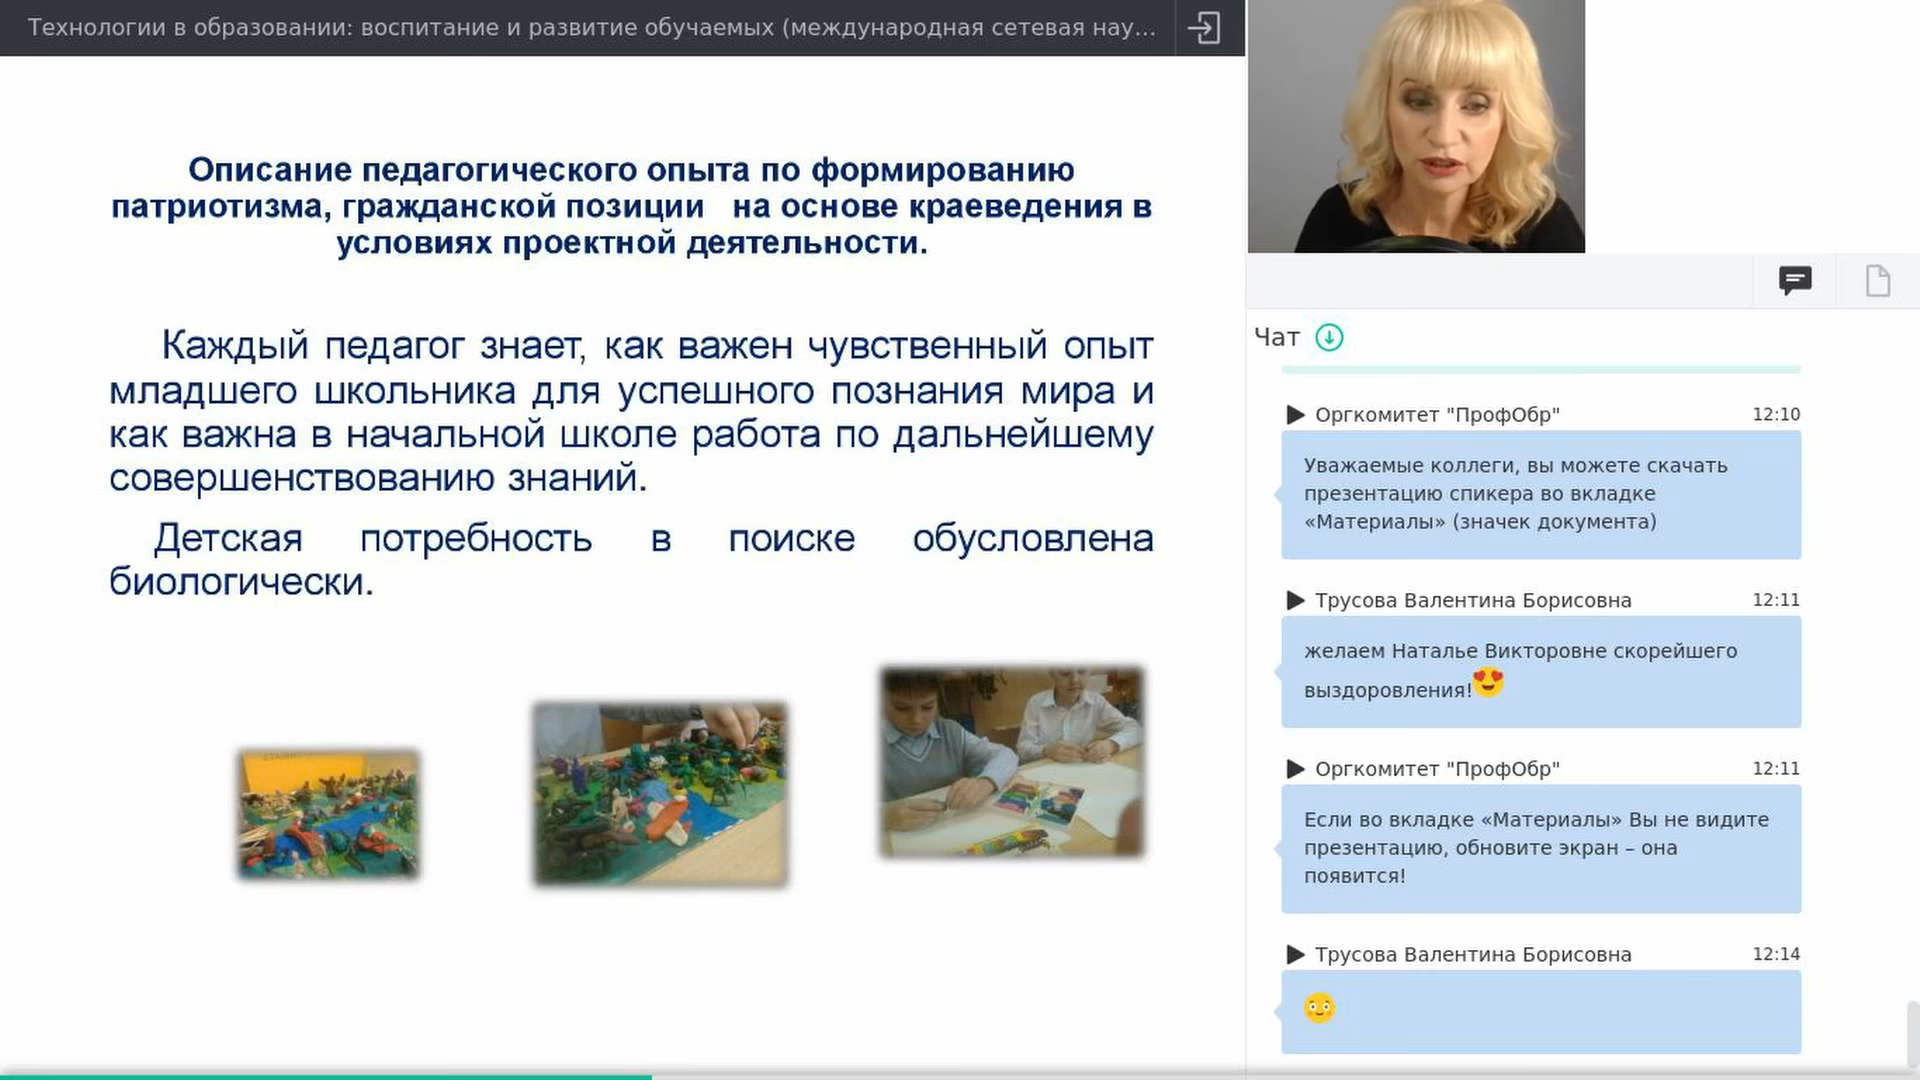 Технологии в образовании: воспитание и развитие обучаемых (международная сетевая нау...
Описание педагогического опыта по формированию
патриотизма, гражданской позиции на основе краеведения в
условиях проектной деятельности.
Каждый педагог знает, как важен чувственный опыт
младшего школьника для успешного познания мира и
как важна в начальной школе работа по дальнейшему
совершенствованию знаний.
Детская потребность в поиске обусловлена
биологически.
Чат
Оргкомитет "ПрофОбр" 12:10
Уважаемые коллеги, вы можете скачать
презентацию спикера во вкладке
«Материалы» (значек документа)
Трусова Валентина Борисовна 12:11
желаем Наталье Викторовне скорейшего
выздоровления!😍
Оргкомитет "ПрофОбр" 12:11
Если во вкладке «Материалы» Вы не видите
презентацию, обновите экран – она
появится!
Трусова Валентина Борисовна 12:14
😳